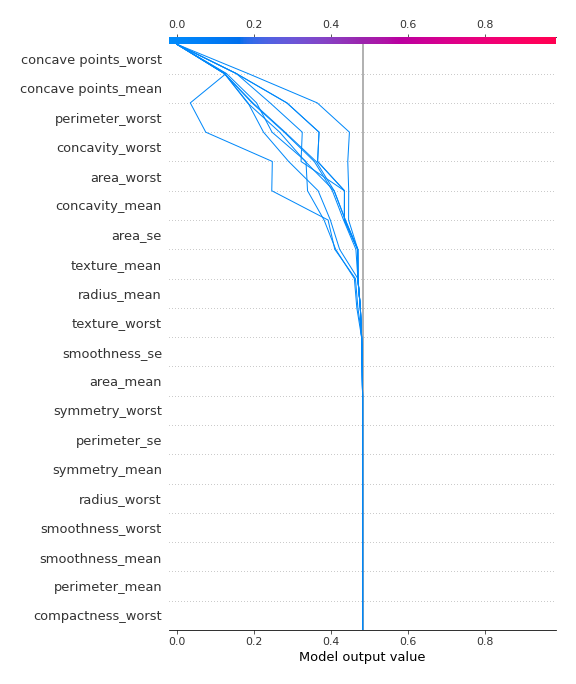 0.0 0.2 0.4 0.6 0.8
concave points_worst
concave points_mean
perimeter_worst
concavity_worst
area_worst
concavity_mean
area_se
texture_mean
radius_mean
texture_worst
smoothness_se
area_mean
symmetry_worst
perimeter_se
symmetry_mean
radius_worst
smoothness_worst
smoothness_mean
perimeter_mean
compactness_worst
0.0 0.2 0.4 0.6 0.8
Model output value